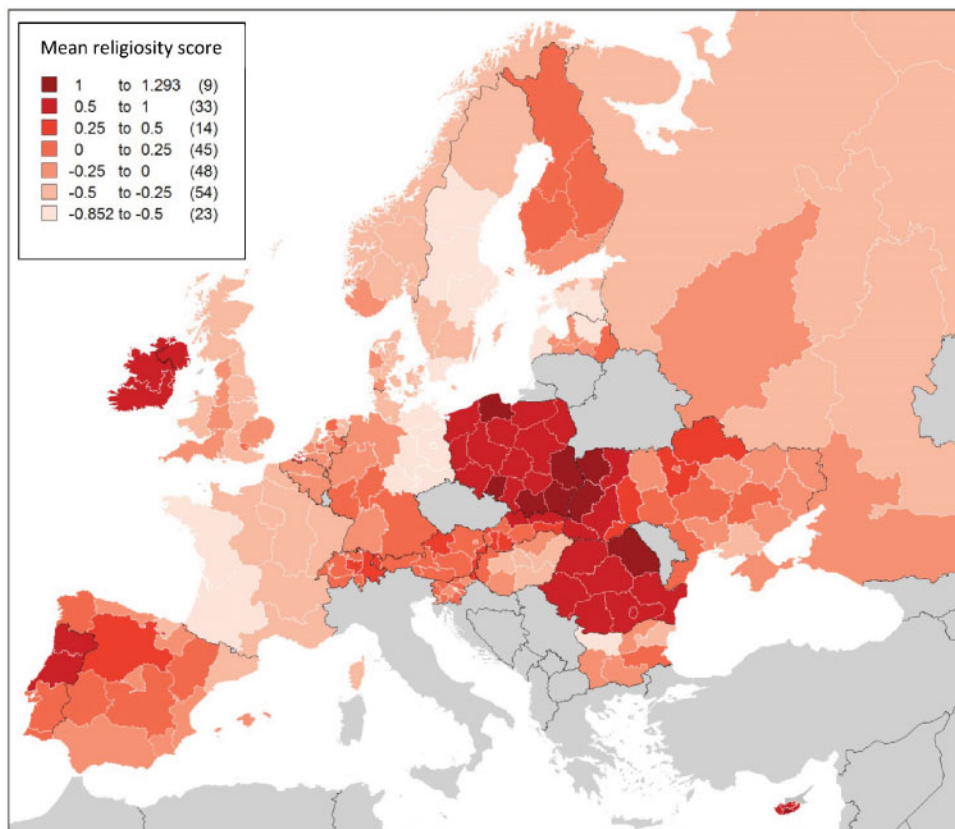 Mean religiosity score
1 to 1.293 (9)
0.5 to 1 (33)
0.25 to 0.5 (14)
0 to 0.25 (45)
-0.25 to 0 (48)
-0.5 to -0.25 (54)
-0.852 to -0.5 (23)